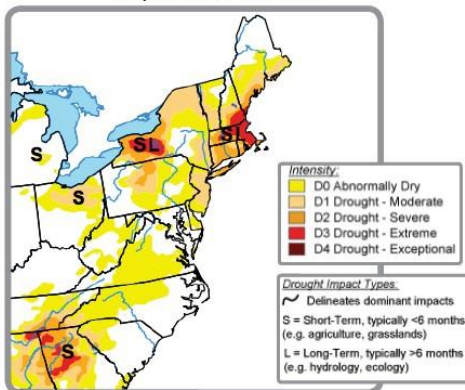 S
SL
SL
S
S
Intensity:
D0 Abnormally Dry
D1 Drought - Moderate
D2 Drought - Severe
D3 Drought - Extreme
D4 Drought - Exceptional
Drought Impact Types:
Delineates dominant impacts
S = Short-Term, typically <6 months
(e.g. agriculture, grasslands)
L = Long-Term, typically >6 months
(e.g. hydrology, ecology)